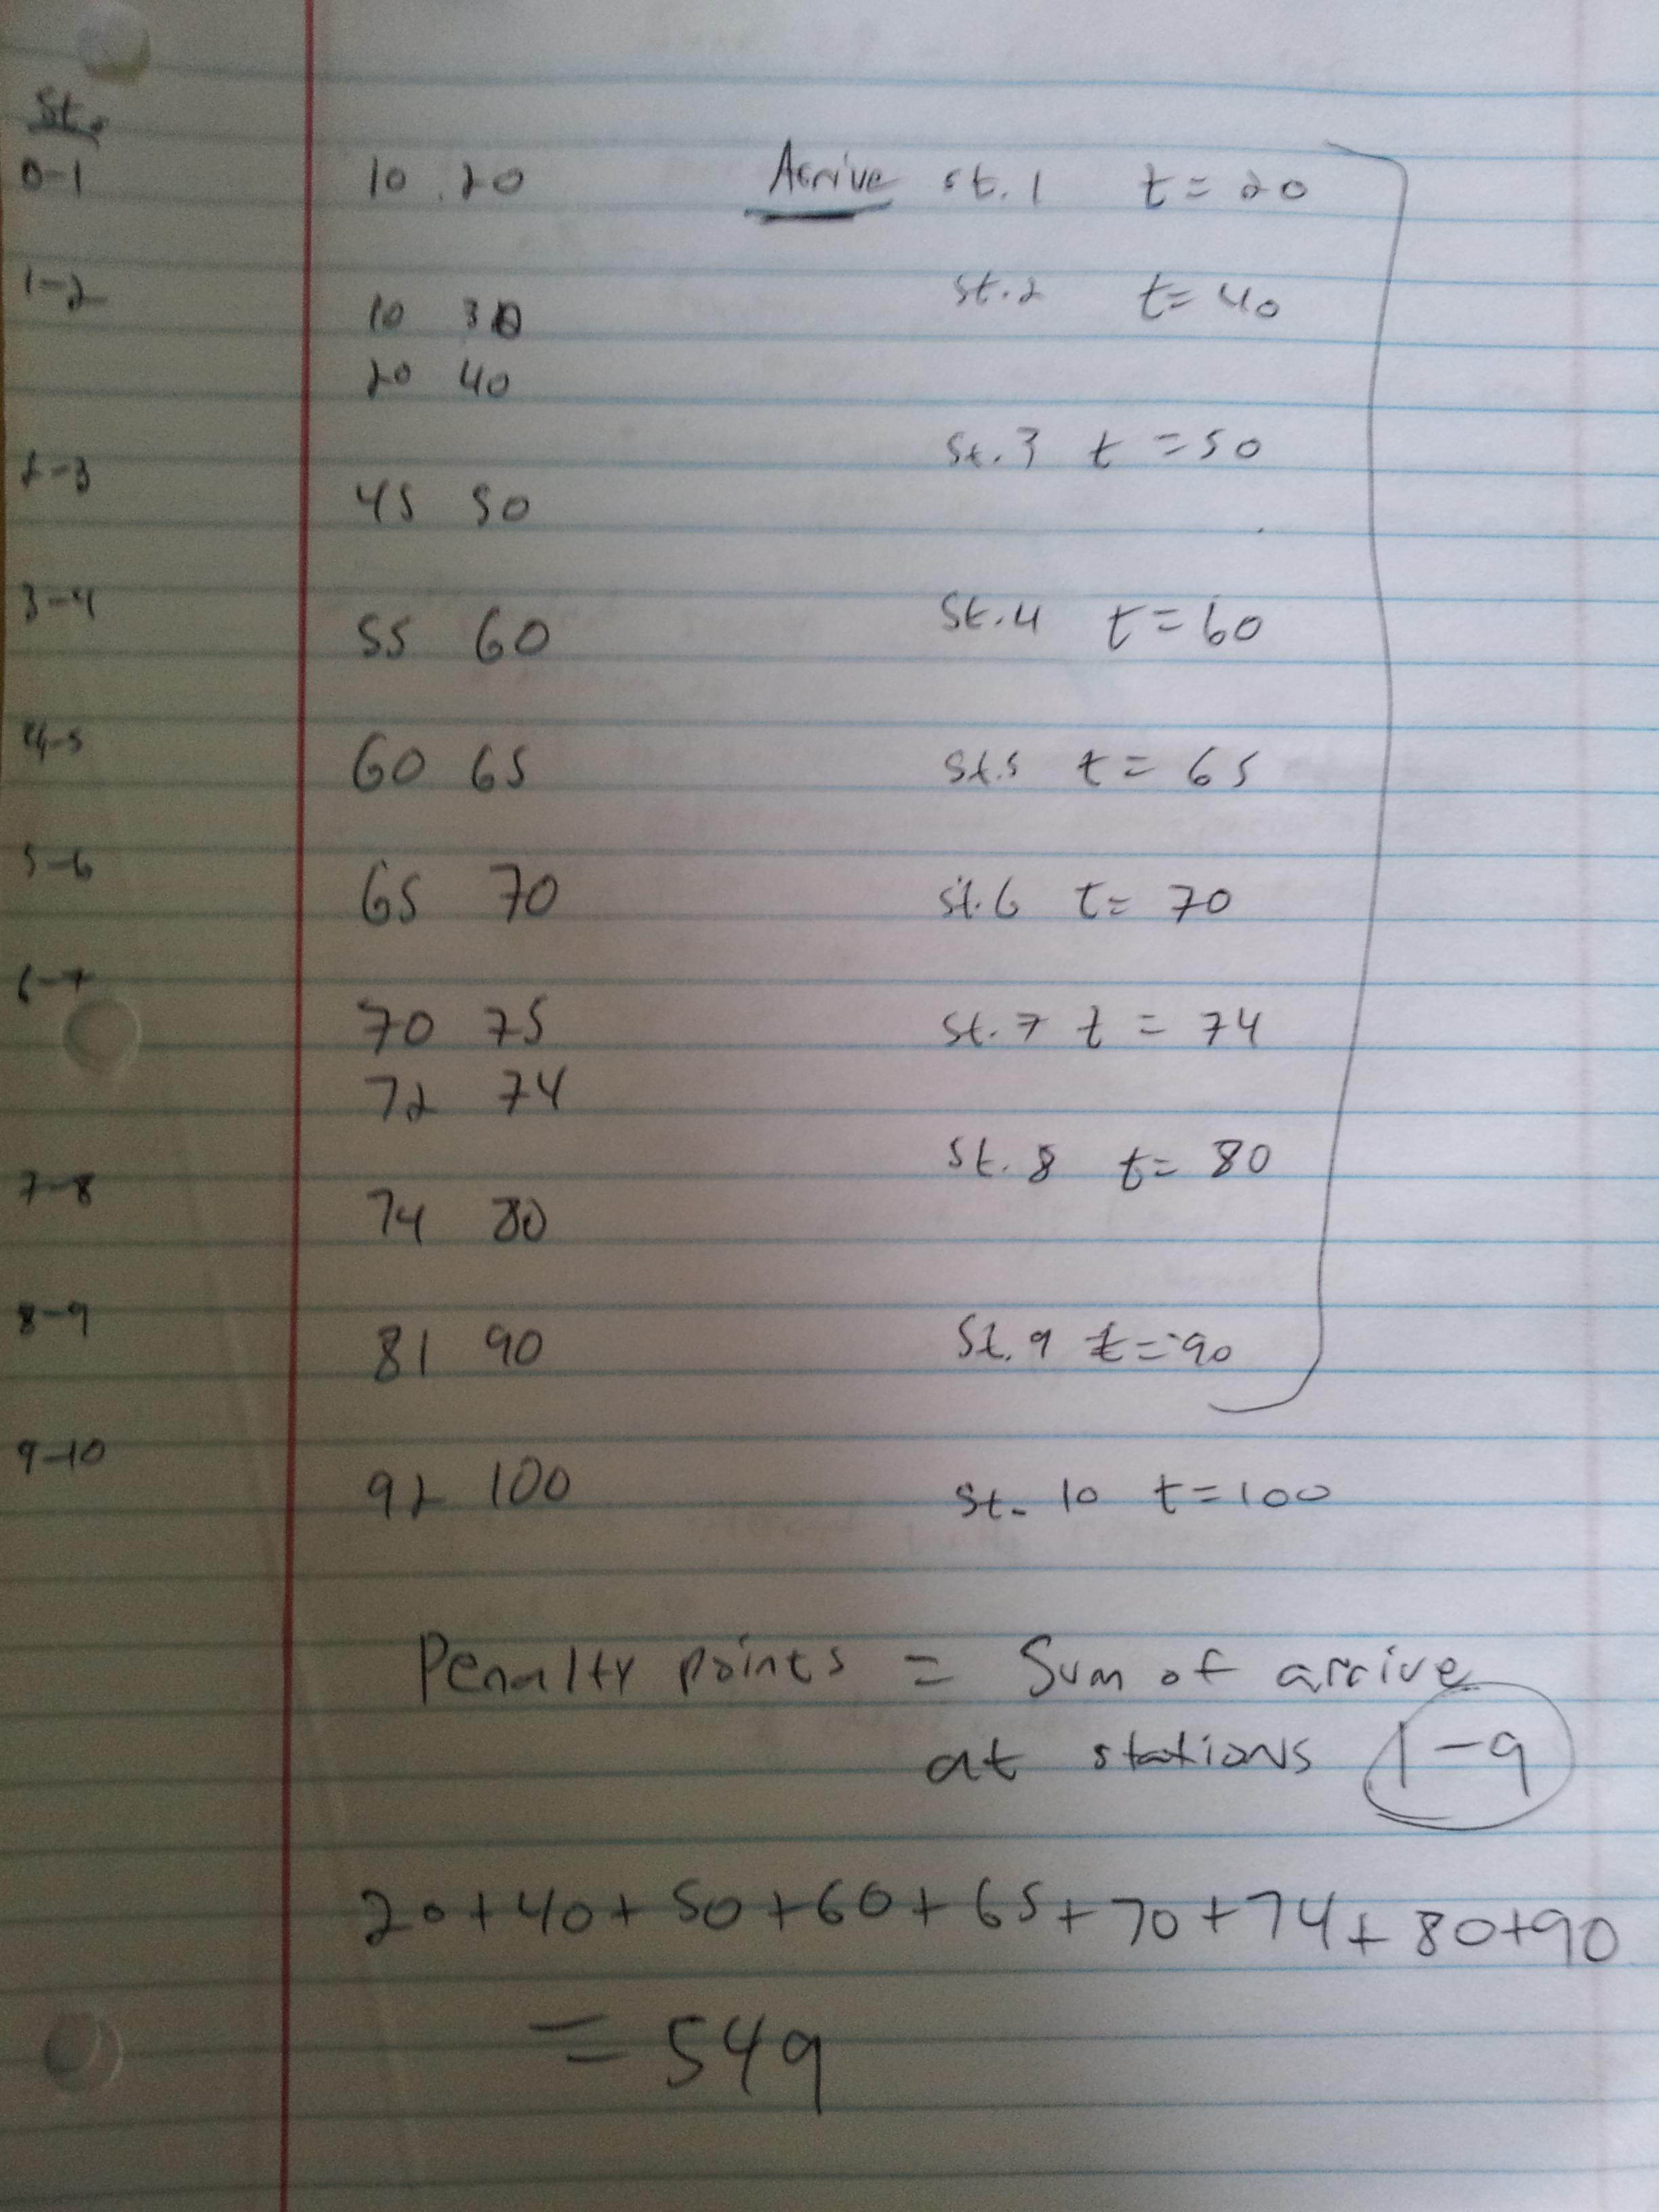 St.
0-1 10 20 Arrive st. 1 t = 20
1-2 st. 2 t = 40
10 30
20 40
st. 3 t = 50
2-3 45 50
3-4 55 60 St. 4 t = 60
4-5 60 65 St. 5 t = 65
5-6 65 70 st. 6 t = 70
6-7 70 75 St. 7 t = 74
72 74
7-8 St. 8 t = 80
74 80
8-9 81 90 St. 9 t = 90
9-10 92 100 St. 10 t = 100
Penalty points = Sum of arrive
at stations 1-9
20+40+50+60+65+70+74+80+90
= 549